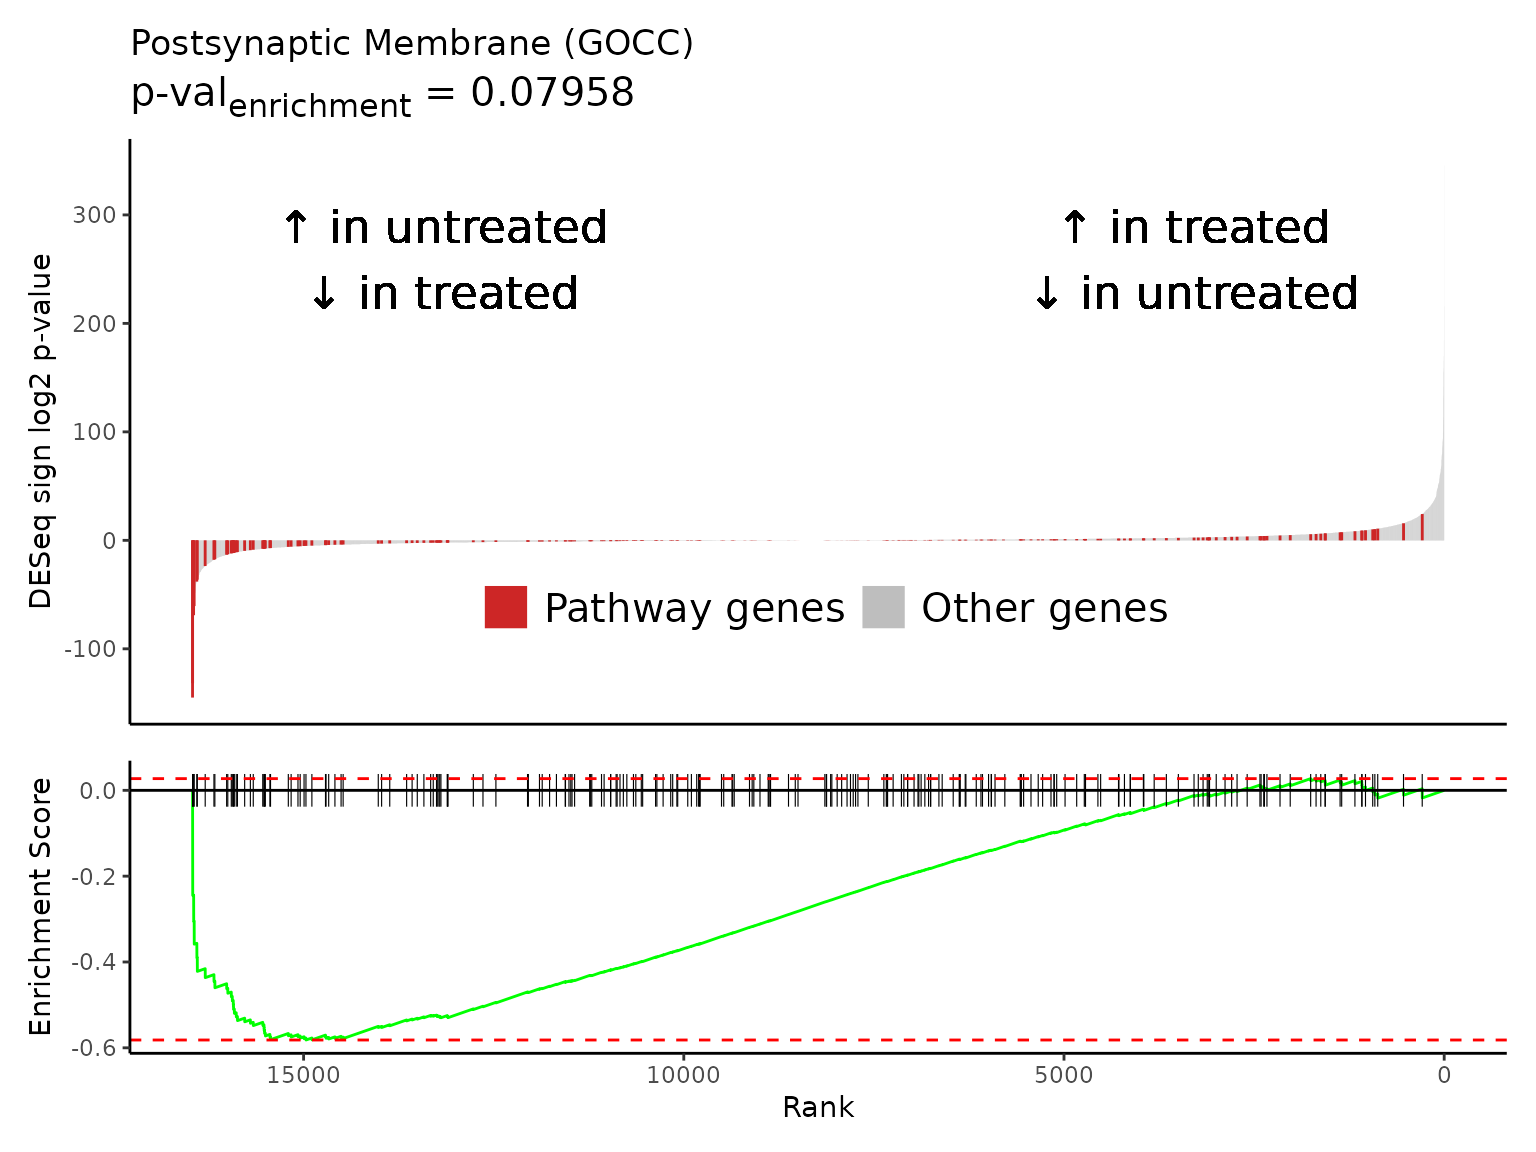 Postsynaptic Membrane (GOCC)
p-val enrichment = 0.07958
DESeq sign log2 p-value
300
200
100
0
-100
↑ in untreated
↓ in treated
↑ in treated
↓ in untreated
Pathway genes
Other genes
Enrichment Score
0.0
-0.2
-0.4
-0.6
15000
10000
5000
0
Rank